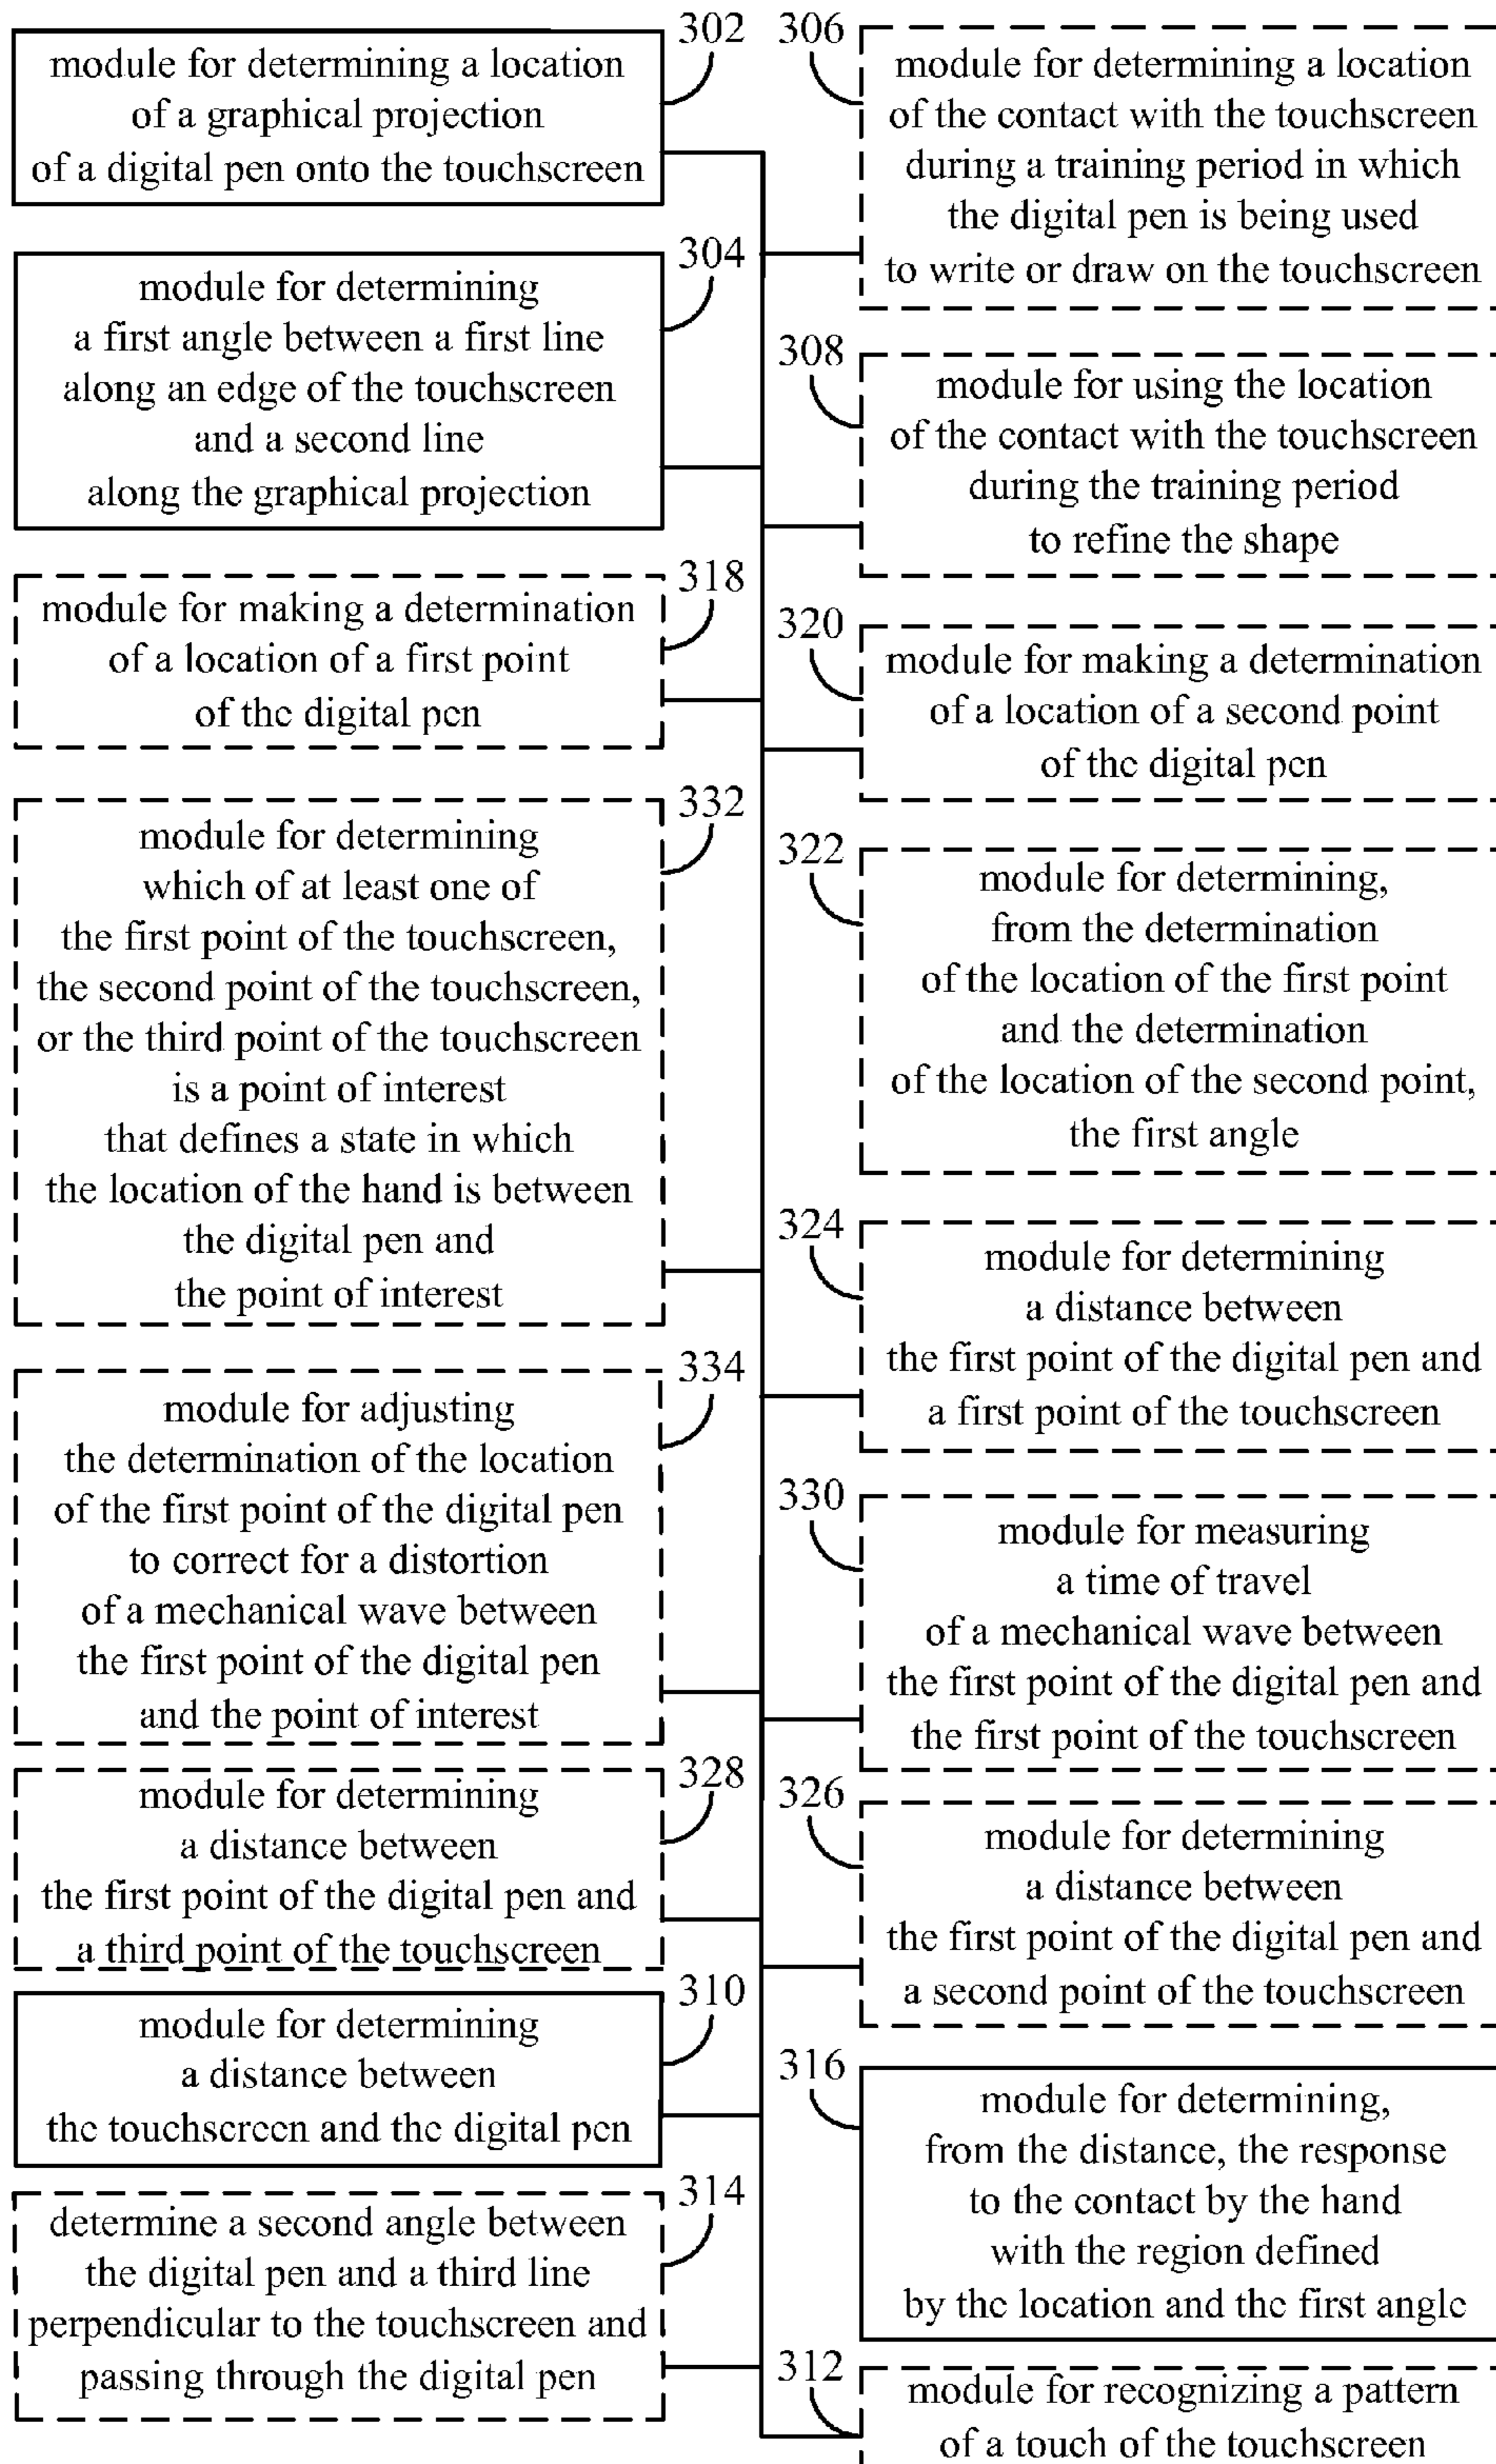 302
module for determining a location
of a graphical projection
of a digital pen onto the touchscreen
304
module for determining
a first angle between a first line
along an edge of the touchscreen
and a second line
along the graphical projection
318
module for making a determination
of a location of a first point
of the digital pen
332
module for determining
which of at least one of
the first point of the touchscreen,
the second point of the touchscreen,
or the third point of the touchscreen
is a point of interest
that defines a state in which
the location of the hand is between
the digital pen and
the point of interest
334
module for adjusting
the determination of the location
of the first point of the digital pen
to correct for a distortion
of a mechanical wave between
the first point of the digital pen
and the point of interest
328
module for determining
a distance between
the first point of the digital pen and
a third point of the touchscreen
310
module for determining
a distance between
the touchscreen and the digital pen
314
determine a second angle between
the digital pen and a third line
perpendicular to the touchscreen and
passing through the digital pen
306
module for determining a location
of the contact with the touchscreen
during a training period in which
the digital pen is being used
to write or draw on the touchscreen
308
module for using the location
of the contact with the touchscreen
during the training period
to refine the shape
320
module for making a determination
of a location of a second point
of the digital pen
322
module for determining,
from the determination
of the location of the first point
and the determination
of the location of the second point,
the first angle
324
module for determining
a distance between
the first point of the digital pen and
a first point of the touchscreen
330
module for measuring
a time of travel
of a mechanical wave between
the first point of the digital pen and
the first point of the touchscreen
326
module for determining
a distance between
the first point of the digital pen and
a second point of the touchscreen
316
module for determining,
from the distance, the response
to the contact by the hand
with the region defined
by the location and the first angle
312
module for recognizing a pattern
of a touch of the touchscreen